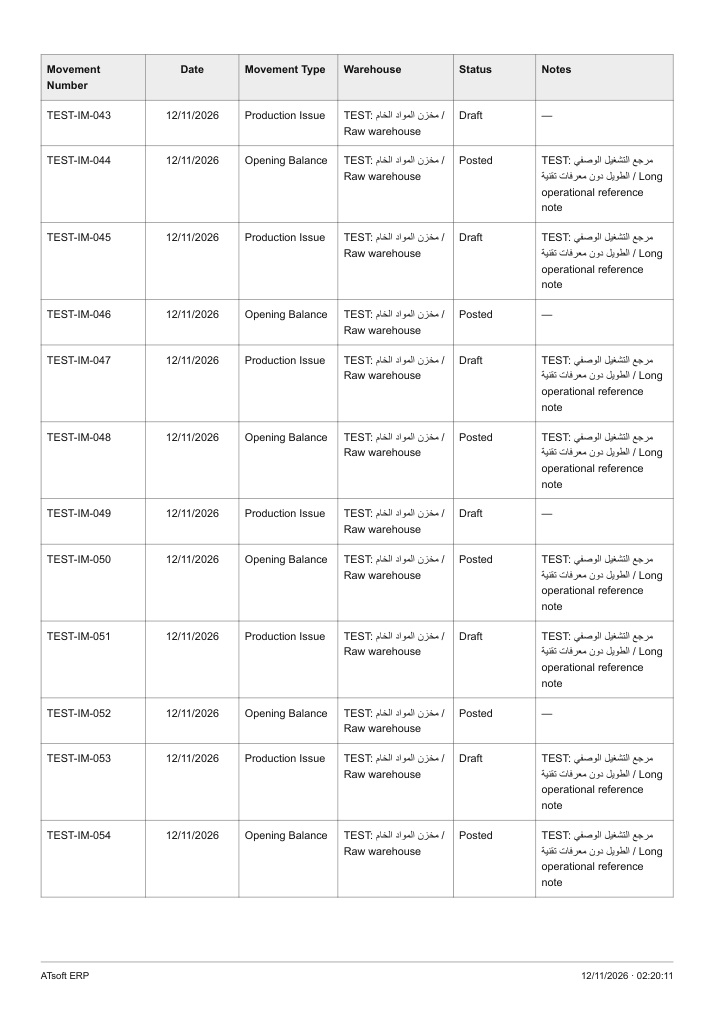 Movement Number | Date | Movement Type | Warehouse | Status | Notes
TEST-IM-043 | 12/11/2026 | Production Issue | TEST: مخزن المواد الخام / Raw warehouse | Draft | —
TEST-IM-044 | 12/11/2026 | Opening Balance | TEST: مخزن المواد الخام / Raw warehouse | Posted | TEST: مرجع التشغيل الوصفي الطويل دون معرفات تقنية / Long operational reference note
TEST-IM-045 | 12/11/2026 | Production Issue | TEST: مخزن المواد الخام / Raw warehouse | Draft | TEST: مرجع التشغيل الوصفي الطويل دون معرفات تقنية / Long operational reference note
TEST-IM-046 | 12/11/2026 | Opening Balance | TEST: مخزن المواد الخام / Raw warehouse | Posted | —
TEST-IM-047 | 12/11/2026 | Production Issue | TEST: مخزن المواد الخام / Raw warehouse | Draft | TEST: مرجع التشغيل الوصفي الطويل دون معرفات تقنية / Long operational reference note
TEST-IM-048 | 12/11/2026 | Opening Balance | TEST: مخزن المواد الخام / Raw warehouse | Posted | TEST: مرجع التشغيل الوصفي الطويل دون معرفات تقنية / Long operational reference note
TEST-IM-049 | 12/11/2026 | Production Issue | TEST: مخزن المواد الخام / Raw warehouse | Draft | —
TEST-IM-050 | 12/11/2026 | Opening Balance | TEST: مخزن المواد الخام / Raw warehouse | Posted | TEST: مرجع التشغيل الوصفي الطويل دون معرفات تقنية / Long operational reference note
TEST-IM-051 | 12/11/2026 | Production Issue | TEST: مخزن المواد الخام / Raw warehouse | Draft | TEST: مرجع التشغيل الوصفي الطويل دون معرفات تقنية / Long operational reference note
TEST-IM-052 | 12/11/2026 | Opening Balance | TEST: مخزن المواد الخام / Raw warehouse | Posted | —
TEST-IM-053 | 12/11/2026 | Production Issue | TEST: مخزن المواد الخام / Raw warehouse | Draft | TEST: مرجع التشغيل الوصفي الطويل دون معرفات تقنية / Long operational reference note
TEST-IM-054 | 12/11/2026 | Opening Balance | TEST: مخزن المواد الخام / Raw warehouse | Posted | TEST: مرجع التشغيل الوصفي الطويل دون معرفات تقنية / Long operational reference note
ATsoft ERP
12/11/2026 · 02:20:11